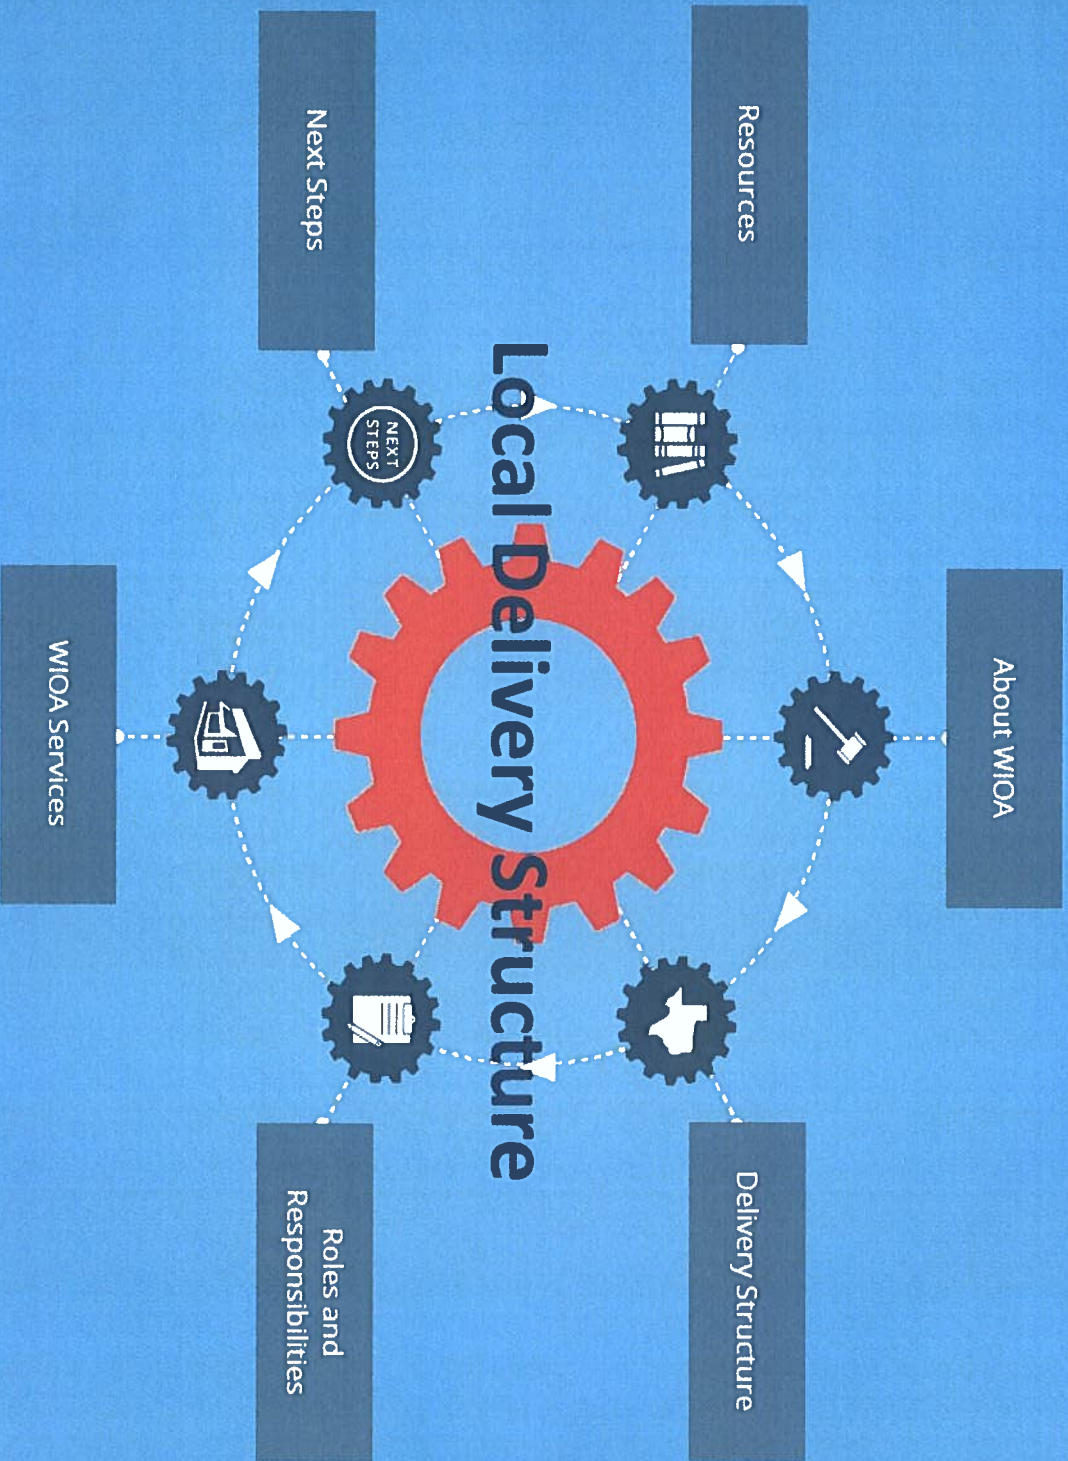 About WIOA
Resources
Delivery Structure
Local Delivery Structure
Next Steps
NEXT
STEPS
Roles and
Responsibilities
WIOA Services